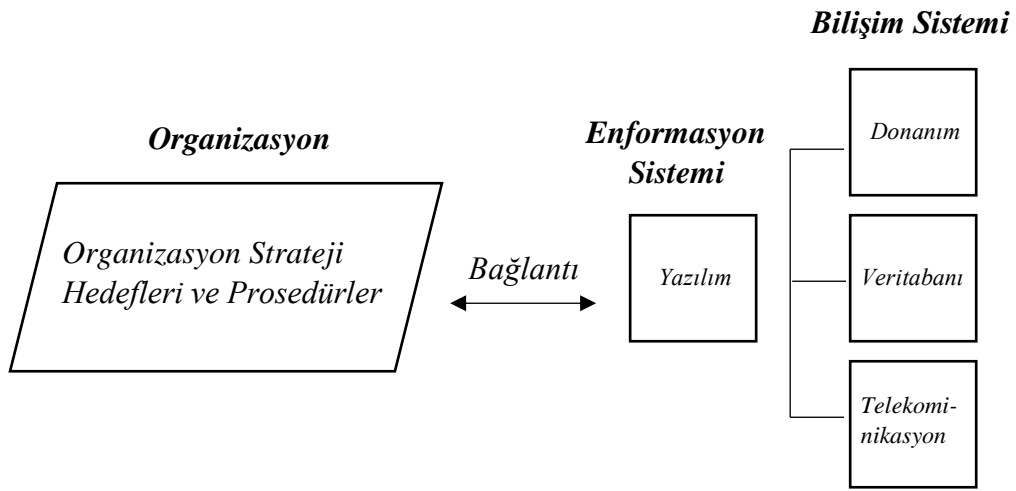 Bilişim Sistemi
Organizasyon
Enformasyon
Sistemi
Organizasyon Strateji
Hedefleri ve Prosedürler
Bağlantı
Yazılım
Donanım
Veritabanı
Telekomi-
nikasyon